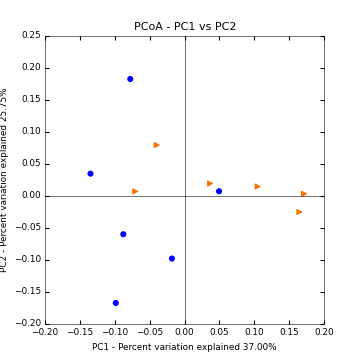 PCoA - PC1 vs PC2
0.25
0.20
0.15
0.10
0.05
0.00
−0.05
−0.10
−0.15
−0.20
PC2 - Percent variation explained 25.75%
−0.20 −0.15 −0.10 −0.05 0.00 0.05 0.10 0.15 0.20
PC1 - Percent variation explained 37.00%